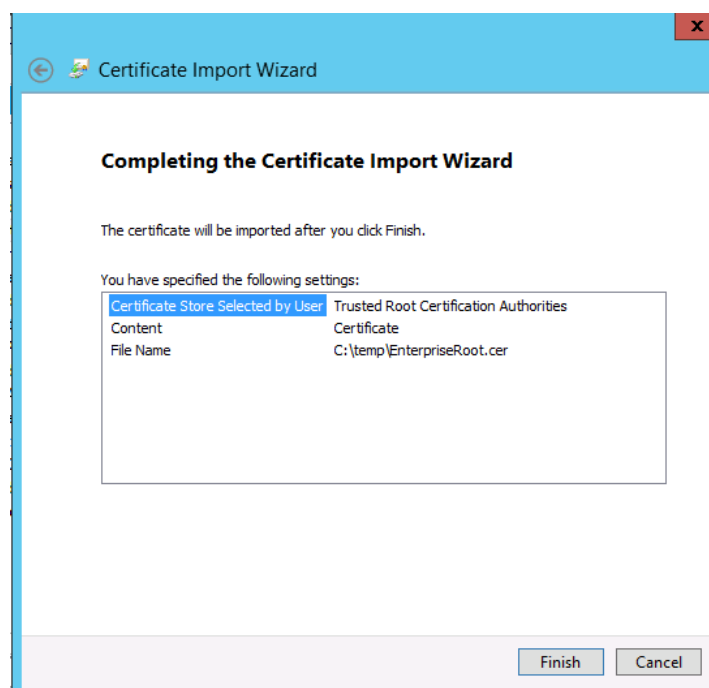 x
Certificate Import Wizard
Completing the Certificate Import Wizard
The certificate will be imported after you click Finish.
You have specified the following settings:
Certificate Store Selected by User Trusted Root Certification Authorities
Content Certificate
File Name C:\temp\EnterpriseRoot.cer
Finish Cancel